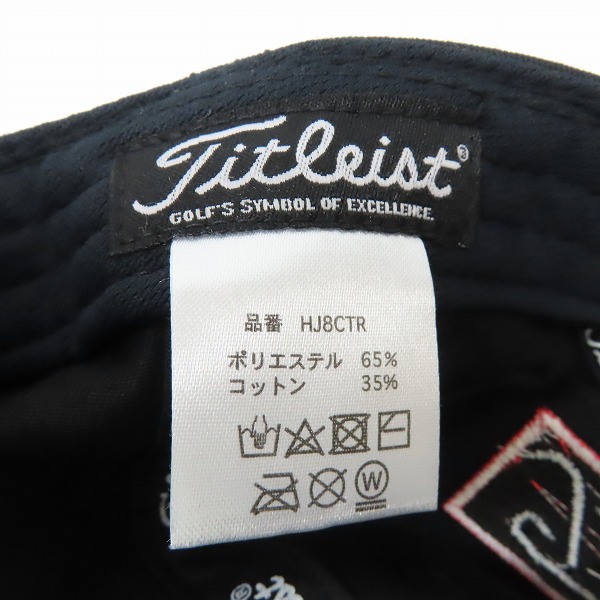 Titleist®
GOLF'S SYMBOL OF EXCELLENCE.
品番 HJ8CTR
ポリエステル 65%
コットン 35%
W